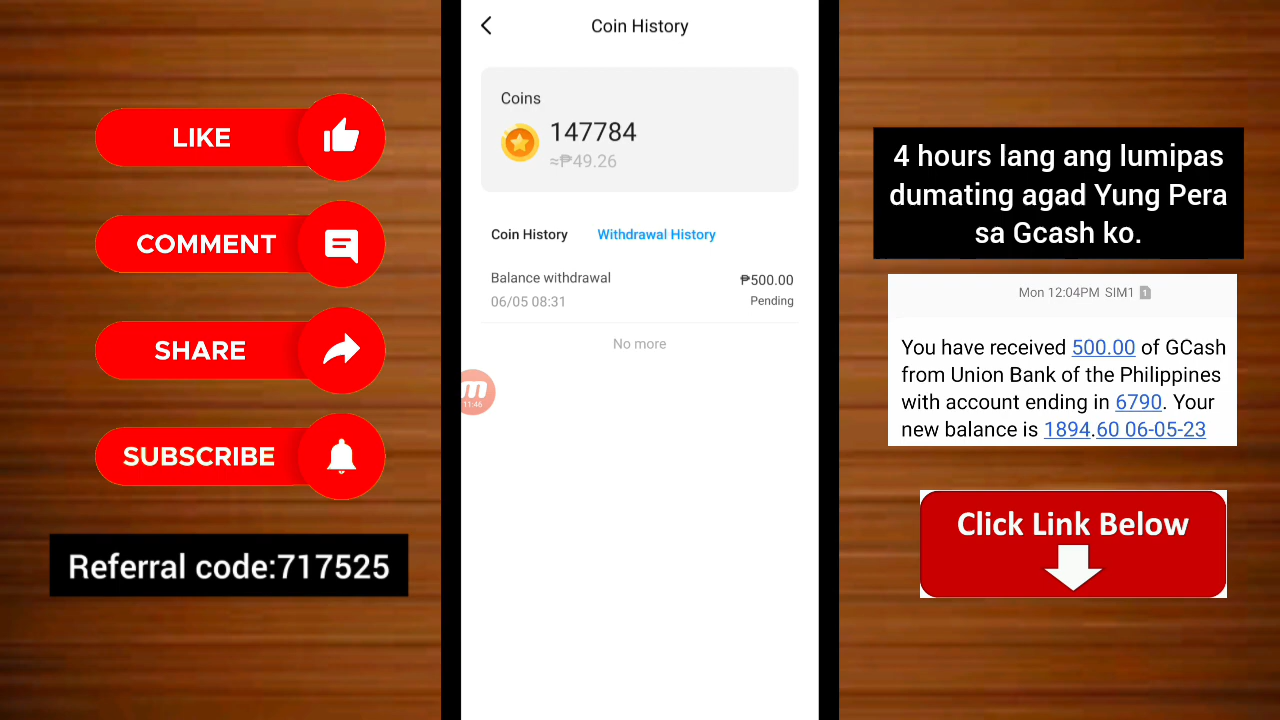 LIKE
COMMENT
SHARE
SUBSCRIBE
Referral code:717525
Coin History
Coins
147784
≈₱49.26
Coin History
Withdrawal History
Balance withdrawal
₱500.00
06/05 08:31
Pending
No more
m
11:46
4 hours lang ang lumipas
dumating agad Yung Pera
sa Gcash ko.
Mon 12:04PM SIM1 1
You have received 500.00 of GCash
from Union Bank of the Philippines
with account ending in 6790. Your
new balance is 1894.60 06-05-23
Click Link Below